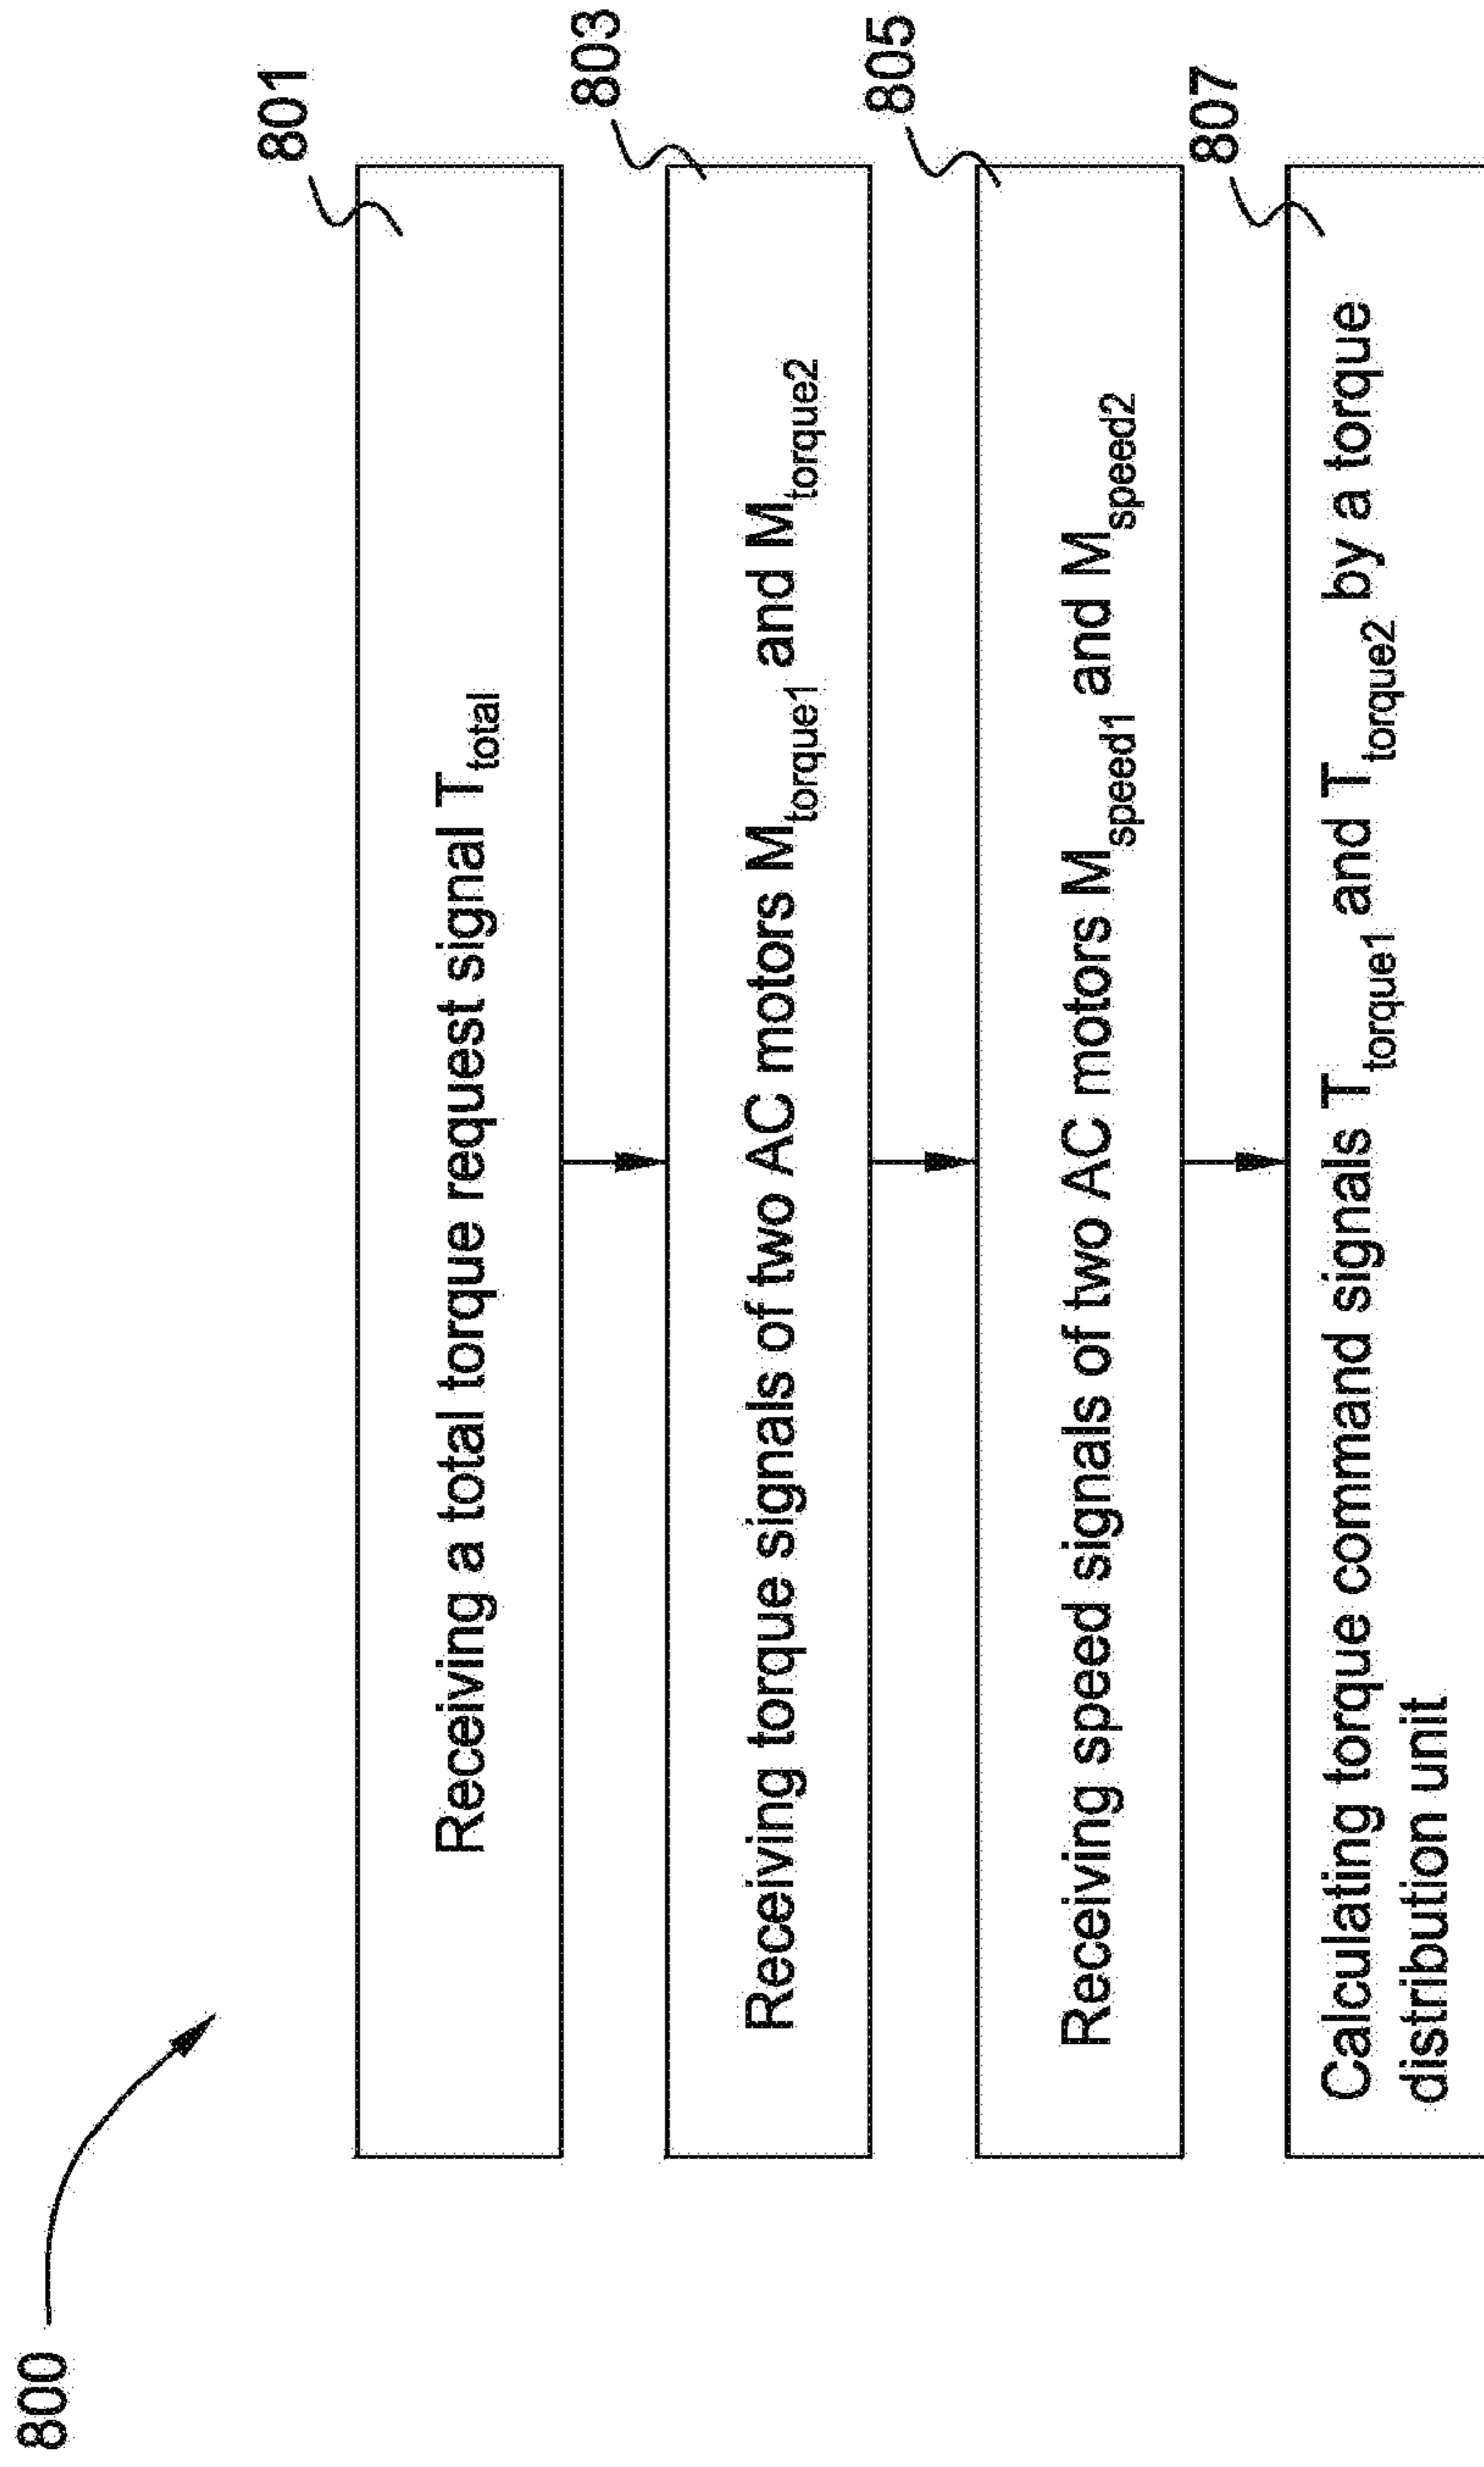 800
801
Receiving a total torque request signal T_total
803
Receiving torque signals of two AC motors M_torque1 and M_torque2
805
Receiving speed signals of two AC motors M_speed1 and M_speed2
807
Calculating torque command signals T_torque1 and T_torque2 by a torque
distribution unit